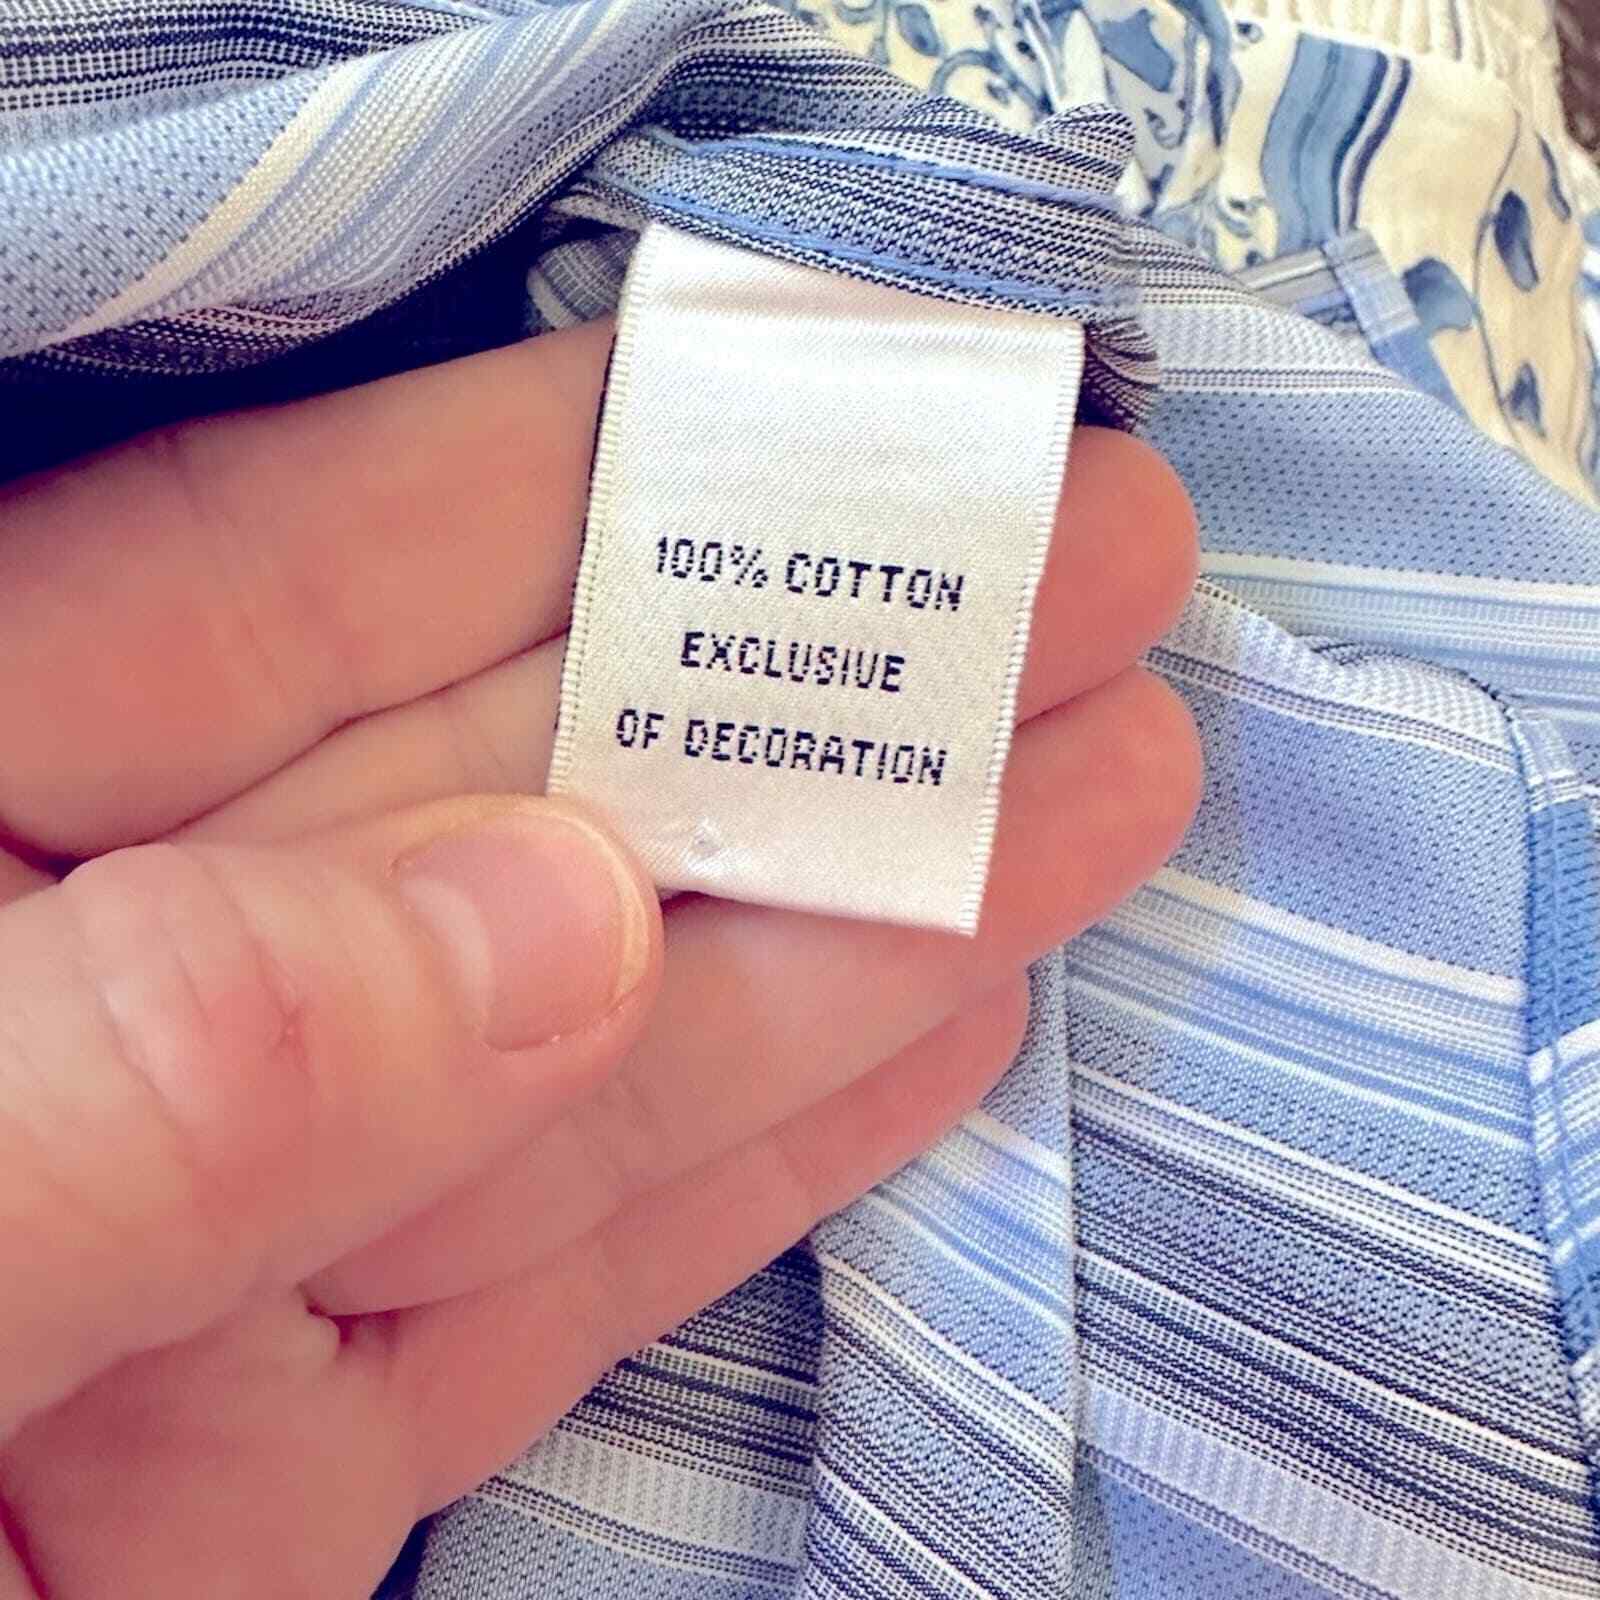 100% COTTON
EXCLUSIVE
OF DECORATION